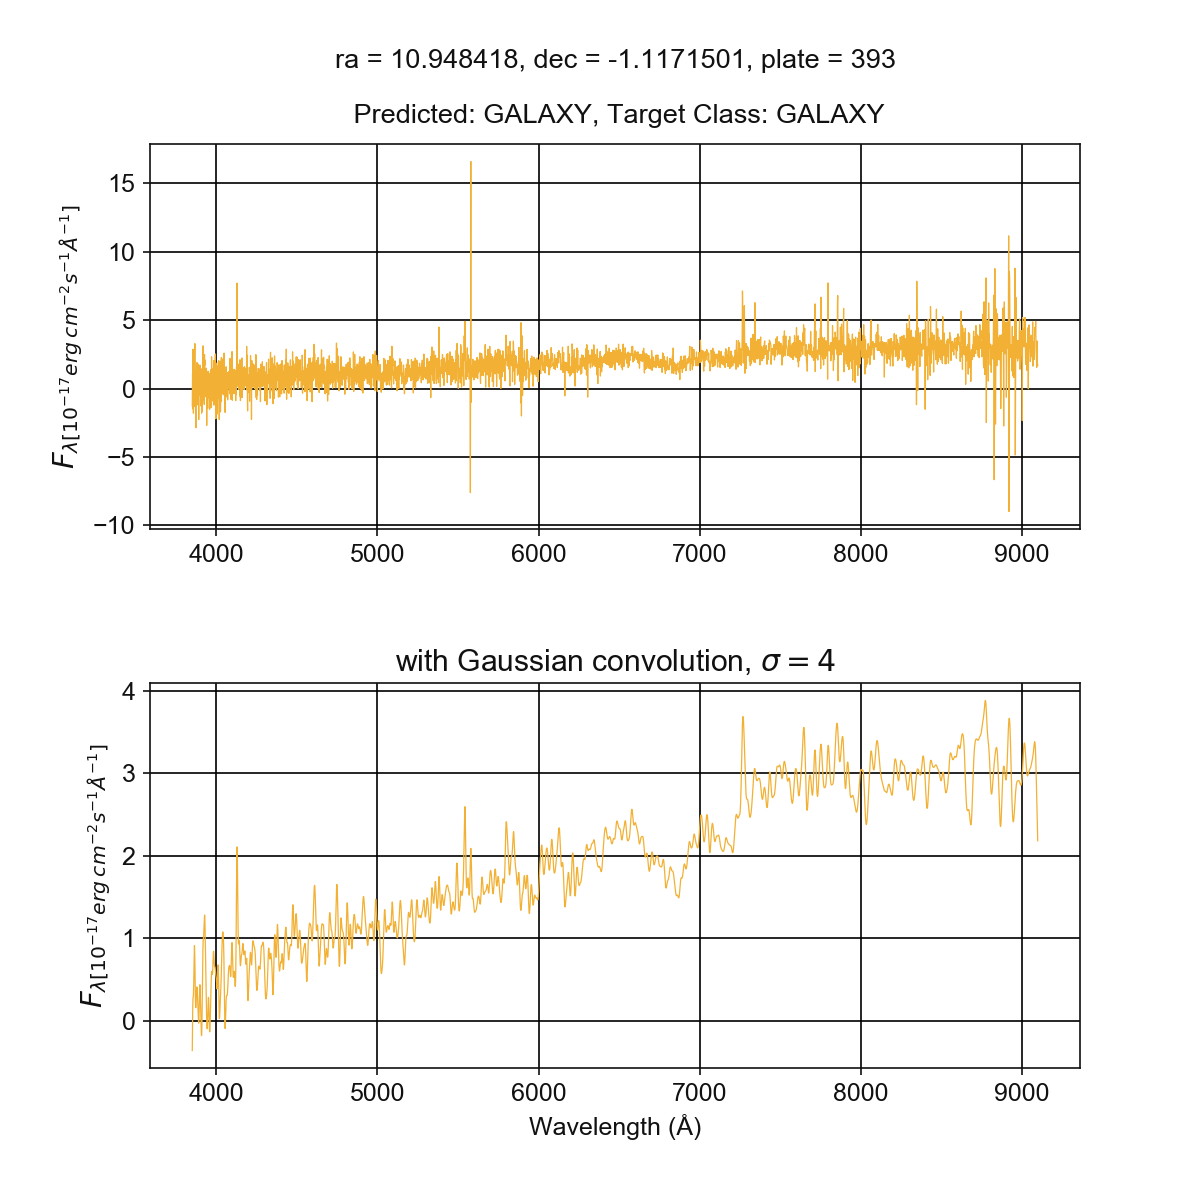 ra = 10.948418, dec = -1.1171501, plate = 393
Predicted: GALAXY, Target Class: GALAXY
F_λ[10^−17 erg cm^−2 s^−1 Å^−1]
15
10
5
0
−5
−10
4000 5000 6000 7000 8000 9000
with Gaussian convolution, σ = 4
F_λ[10^−17 erg cm^−2 s^−1 Å^−1]
4
3
2
1
0
4000 5000 6000 7000 8000 9000
Wavelength (Å)